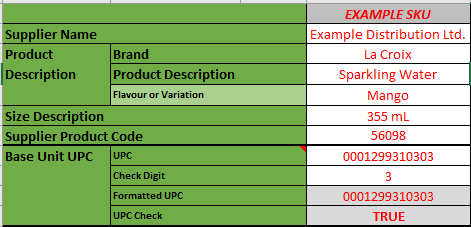 EXAMPLE SKU
Supplier Name Example Distribution Ltd.
Product Brand La Croix
Description Product Description Sparkling Water
Flavour or Variation Mango
Size Description 355 mL
Supplier Product Code 56098
Base Unit UPC UPC 0001299310303
Check Digit 3
Formatted UPC 0001299310303
UPC Check TRUE